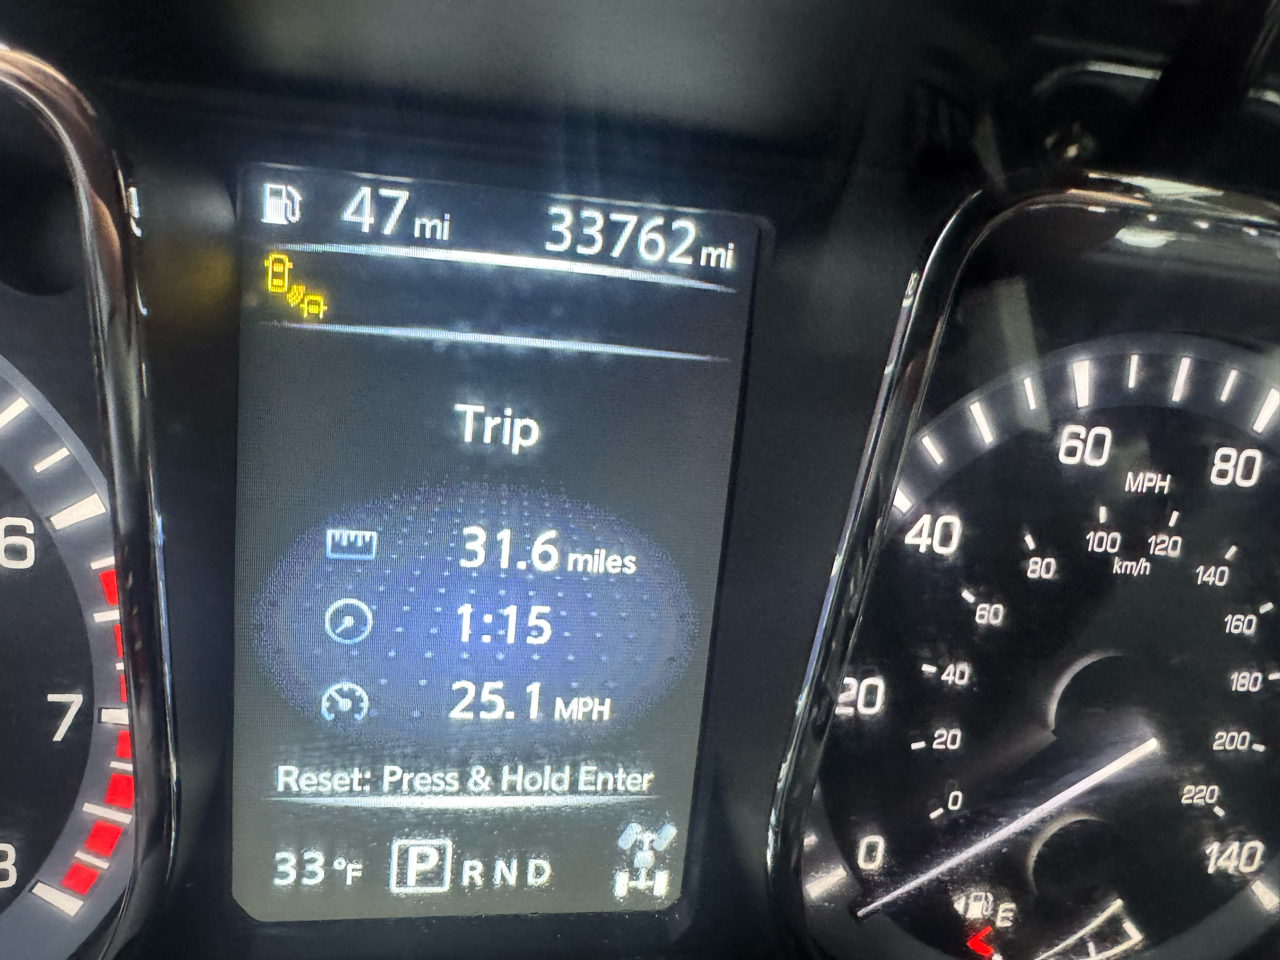 47 mi 33762 mi
Trip
31.6 miles
1:15
25.1 MPH
Reset: Press & Hold Enter
33°F P R N D
6
7
8
0
20
40
60
80
140
MPH
0
20
40
60
80
100
120
140
160
180
200
220
km/h
E